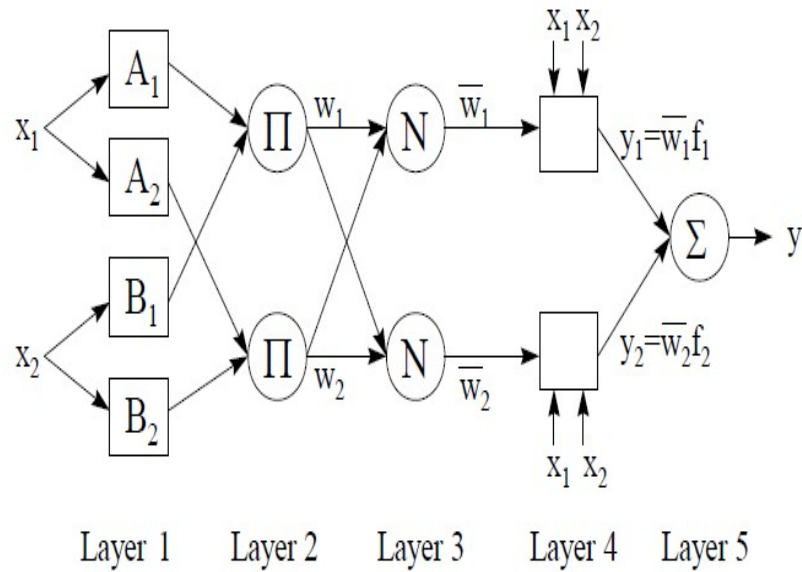 x₁ x₂
A₁
x₁
A₂
Π
w₁
N
w̅₁
y₁=w̅₁f₁
B₁
Σ
y
x₂
B₂
Π
w₂
N
w̅₂
y₂=w̅₂f₂
x₁ x₂
Layer 1 Layer 2 Layer 3 Layer 4 Layer 5